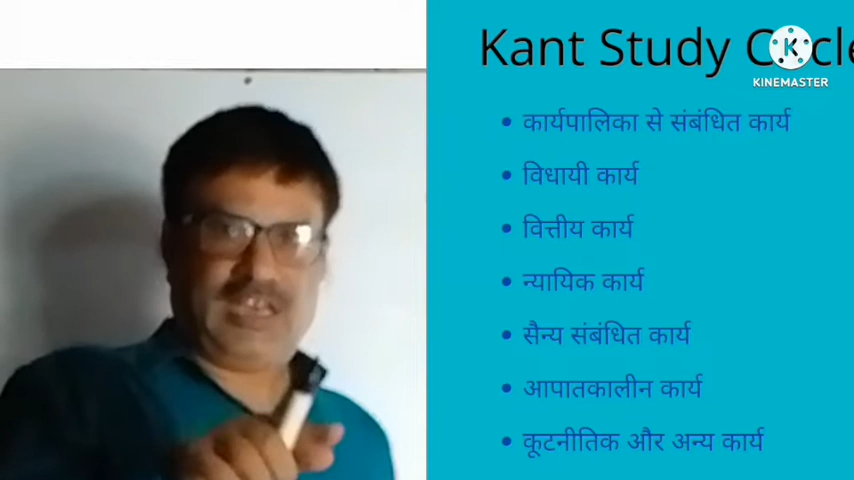 Kant Study
KINEMASTER
• कार्यपालिका से संबंधित कार्य
• विधायी कार्य
• वित्तीय कार्य
• न्यायिक कार्य
• सैन्य संबंधित कार्य
• आपातकालीन कार्य
• कूटनीतिक और अन्य कार्य